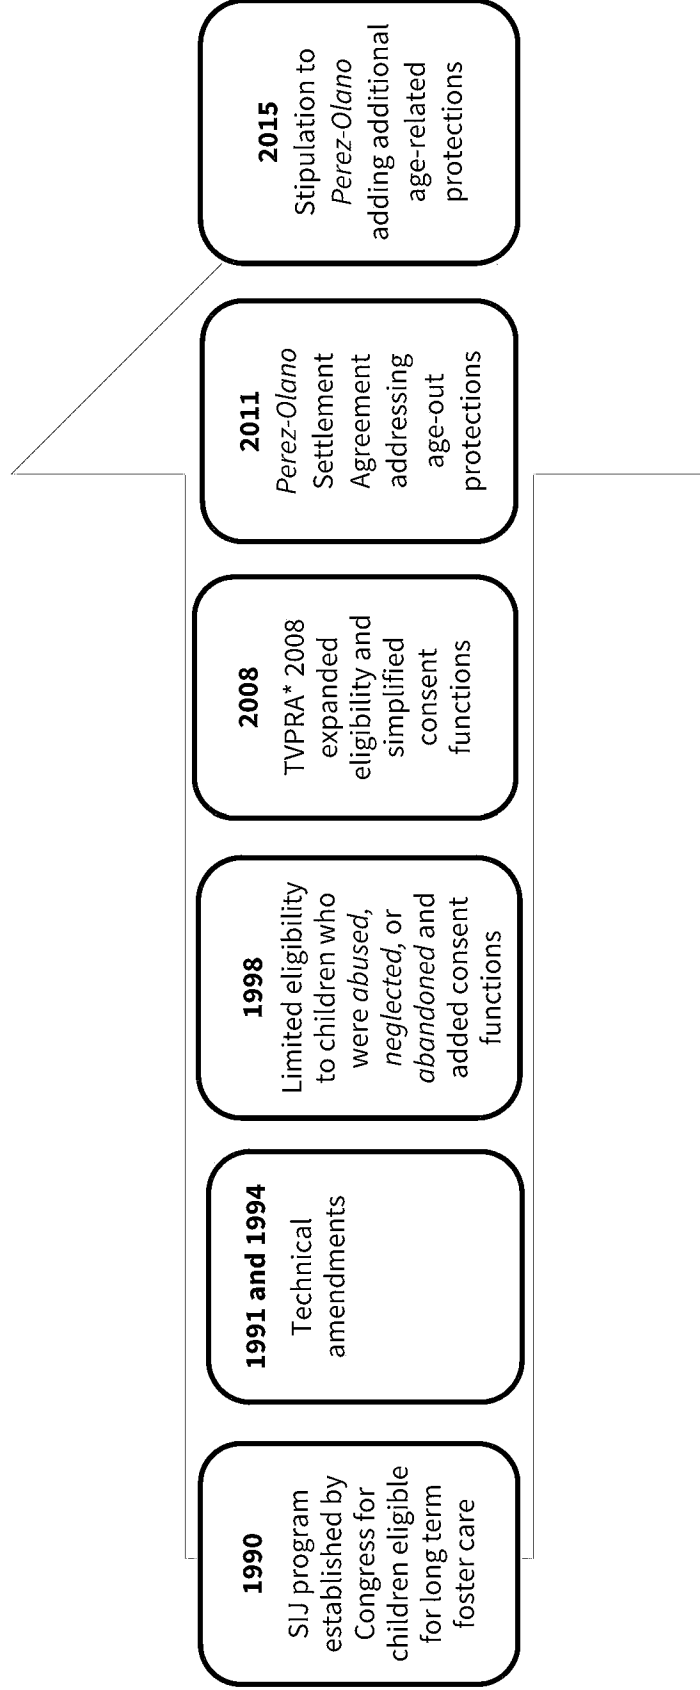 1990
SIJ program
established by
Congress for
children eligible
for long term
foster care
1991 and 1994
Technical
amendments
1998
Limited eligibility
to children who
were abused,
neglected, or
abandoned and
added consent
functions
2008
TVPRA* 2008
expanded
eligibility and
simplified
consent
functions
2011
Perez-Olano
Settlement
Agreement
addressing
age-out
protections
2015
Stipulation to
Perez-Olano
adding additional
age-related
protections